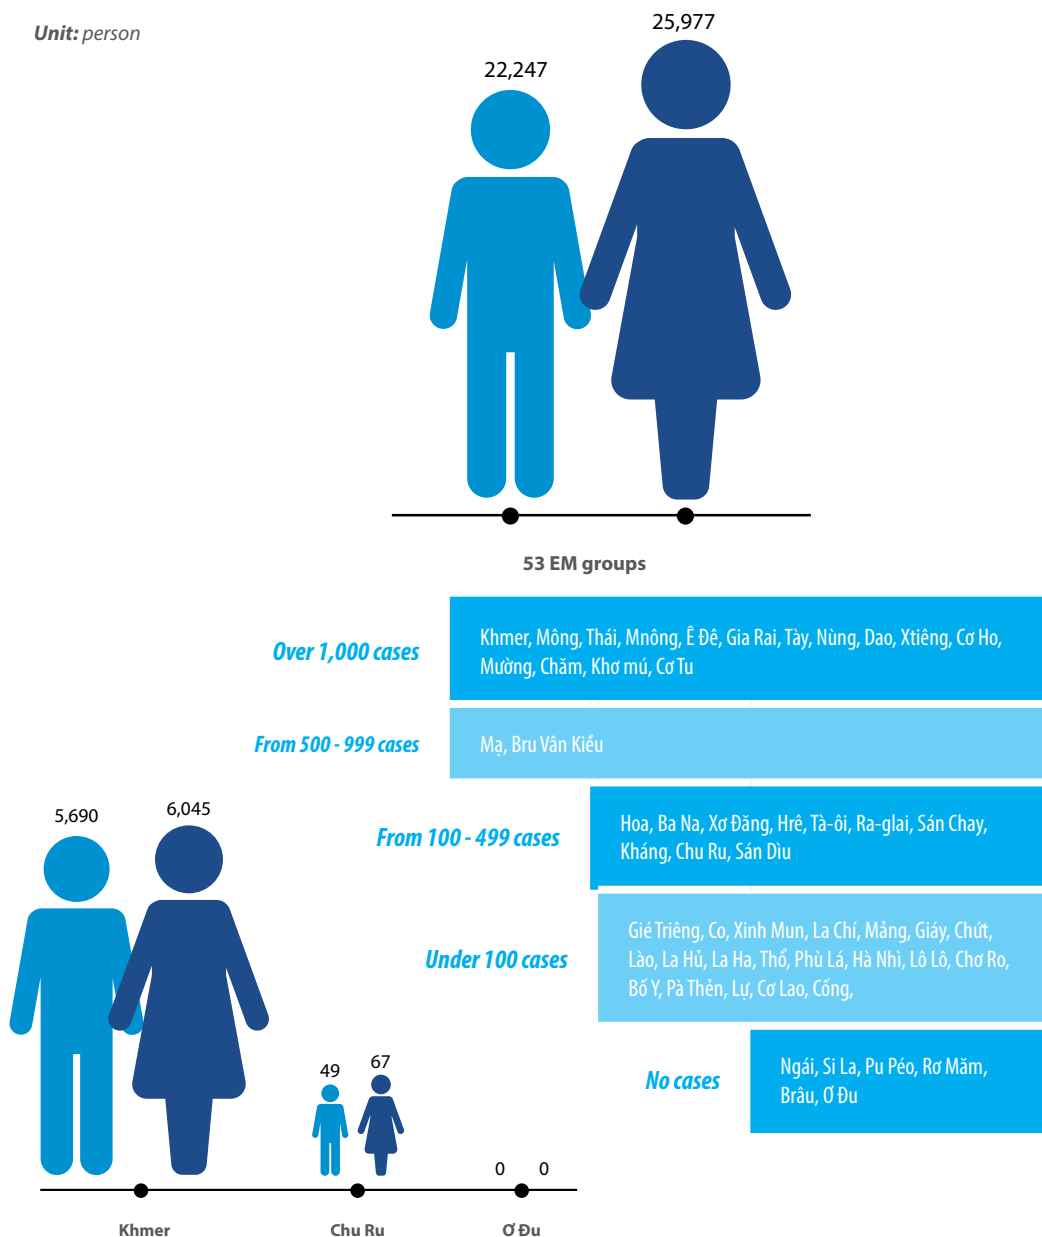 Unit: person
25,977
22,247
53 EM groups
Over 1,000 cases
Khmer, Mông, Thái, Mnông, Ê Đê, Gia Rai, Tày, Nùng, Dao, Xtiêng, Cơ Ho,
Mường, Chăm, Khơ mú, Cơ Tu
From 500 - 999 cases
Mạ, Bru Vân Kiều
From 100 - 499 cases
Hoa, Ba Na, Xơ Đăng, Hrê, Tà-ôi, Ra-glai, Sán Chay,
Kháng, Chu Ru, Sán Dìu
Under 100 cases
Gié Triêng, Co, Xinh Mun, La Chí, Mảng, Giáy, Chứt,
Lào, La Hủ, La Ha, Thổ, Phù Lá, Hà Nhì, Lô Lô, Chơ Ro,
Bố Y, Pà Thẻn, Lự, Cơ Lao, Cống,
No cases
Ngái, Si La, Pu Péo, Rơ Măm,
Brâu, Ơ Đu
5,690
6,045
49
67
0
0
Khmer
Chu Ru
Ơ Đu